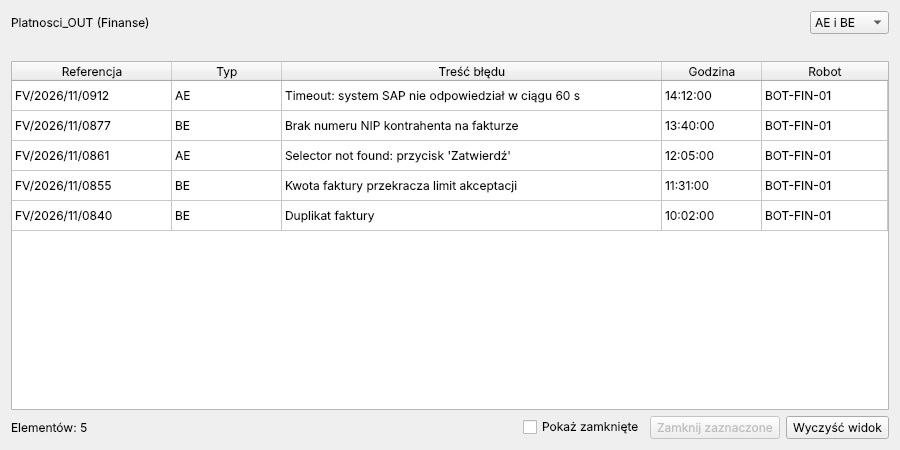 Platnosci_OUT (Finanse) AE i BE
Referencja Typ Treść błędu Godzina Robot
FV/2026/11/0912 AE Timeout: system SAP nie odpowiedział w ciągu 60 s 14:12:00 BOT-FIN-01
FV/2026/11/0877 BE Brak numeru NIP kontrahenta na fakturze 13:40:00 BOT-FIN-01
FV/2026/11/0861 AE Selector not found: przycisk 'Zatwierdź' 12:05:00 BOT-FIN-01
FV/2026/11/0855 BE Kwota faktury przekracza limit akceptacji 11:31:00 BOT-FIN-01
FV/2026/11/0840 BE Duplikat faktury 10:02:00 BOT-FIN-01
Elementów: 5 Pokaż zamknięte Zamknij zaznaczone Wyczyść widok